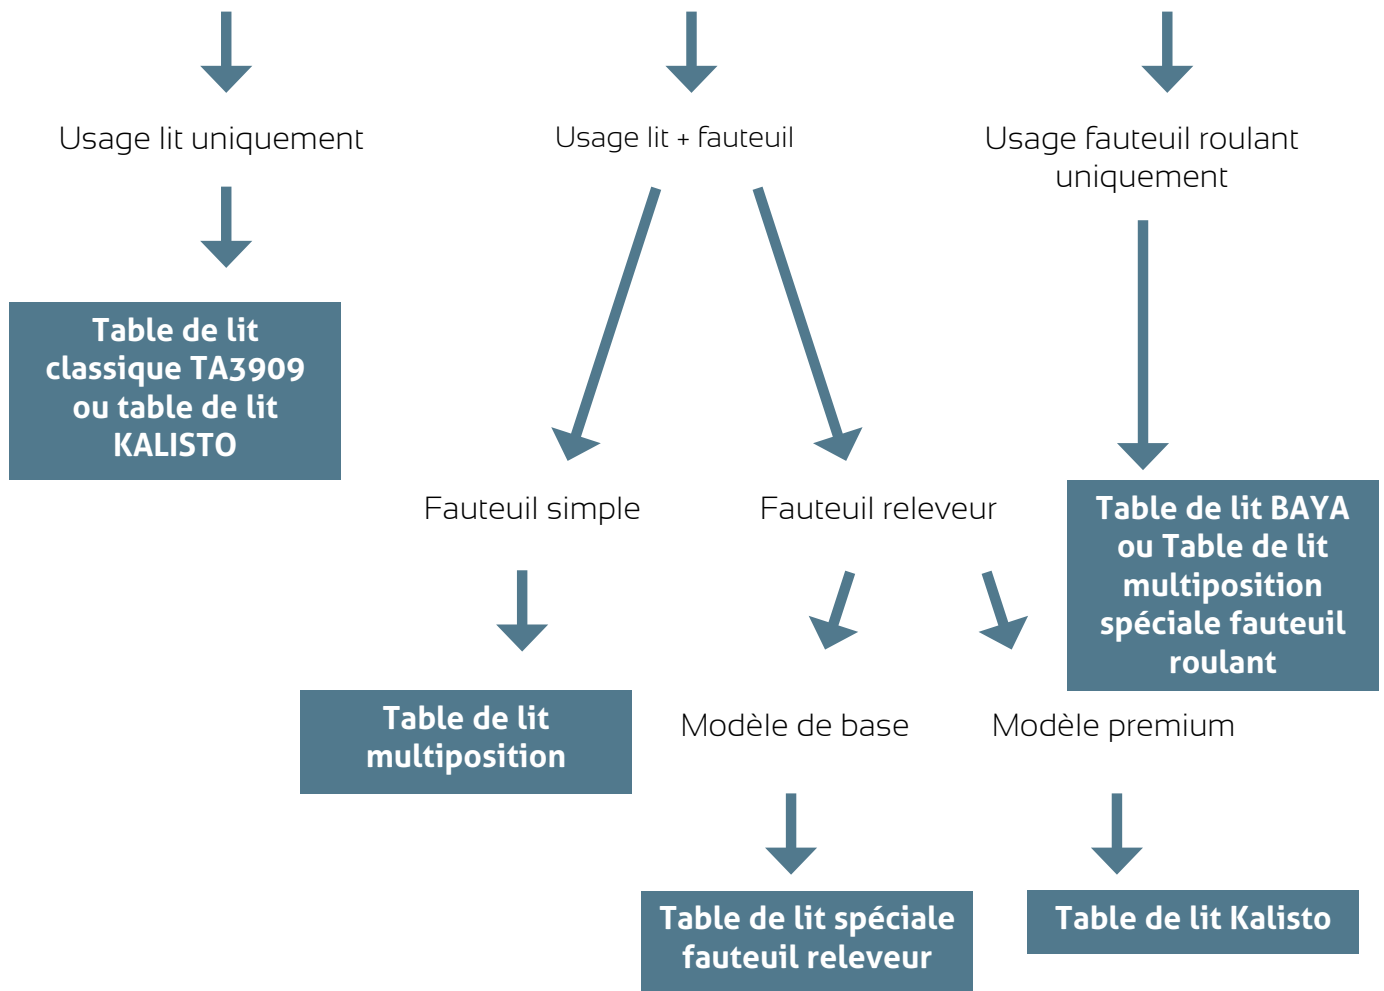 Usage lit uniquement
Usage lit + fauteuil
Usage fauteuil roulant
uniquement
Table de lit
classique TA3909
ou table de lit
KALISTO
Fauteuil simple
Fauteuil releveur
Table de lit BAYA
ou Table de lit
multiposition
spéciale fauteuil
roulant
Table de lit
multiposition
Modèle de base
Modèle premium
Table de lit spéciale
fauteuil releveur
Table de lit Kalisto